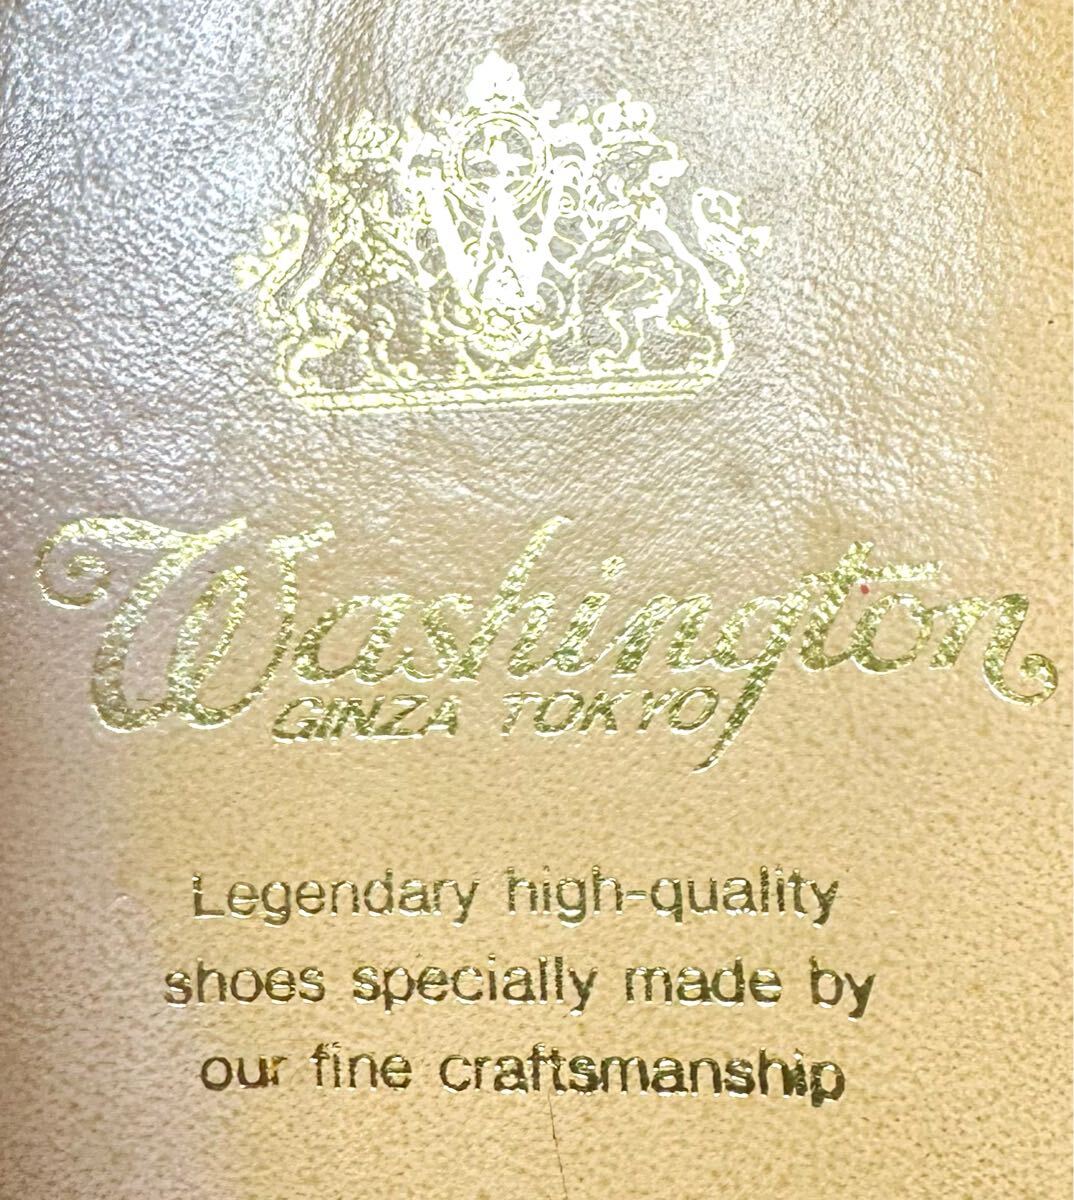 W
Washington
GINZA TOKYO
Legendary high-quality
shoes specially made by
our fine craftsmanship